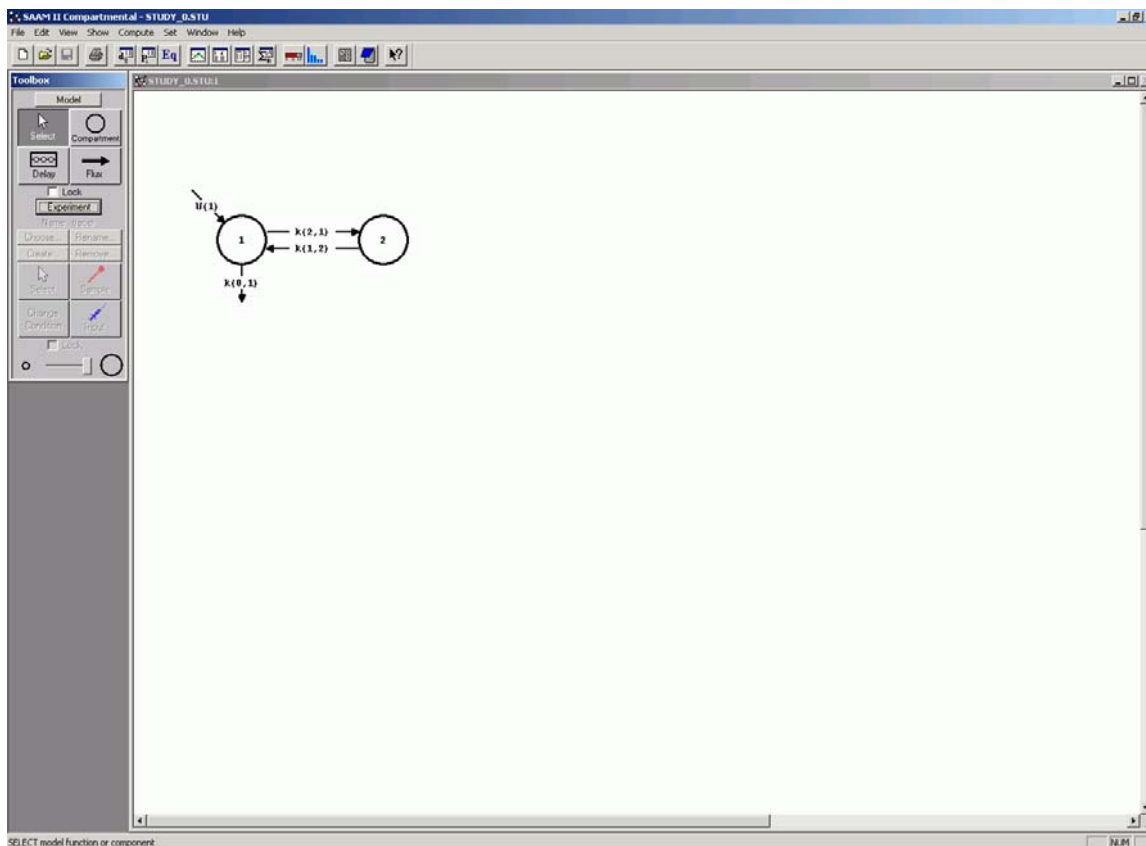 SAAM II Compartmental - STUDY_0.STU
File Edit View Show Compute Set Window Help
Eq
Toolbox
STUDY_0.STU:1
Model
Select Compartment
Delay Flux
Lock
Experiment
Name: tracer
Choose... Rename...
Create... Remove...
Select Sample
Change Condition Input
Lock
U(1)
1 k(2,1) 2
k(1,2)
k(0,1)
SELECT model function or component
NUM